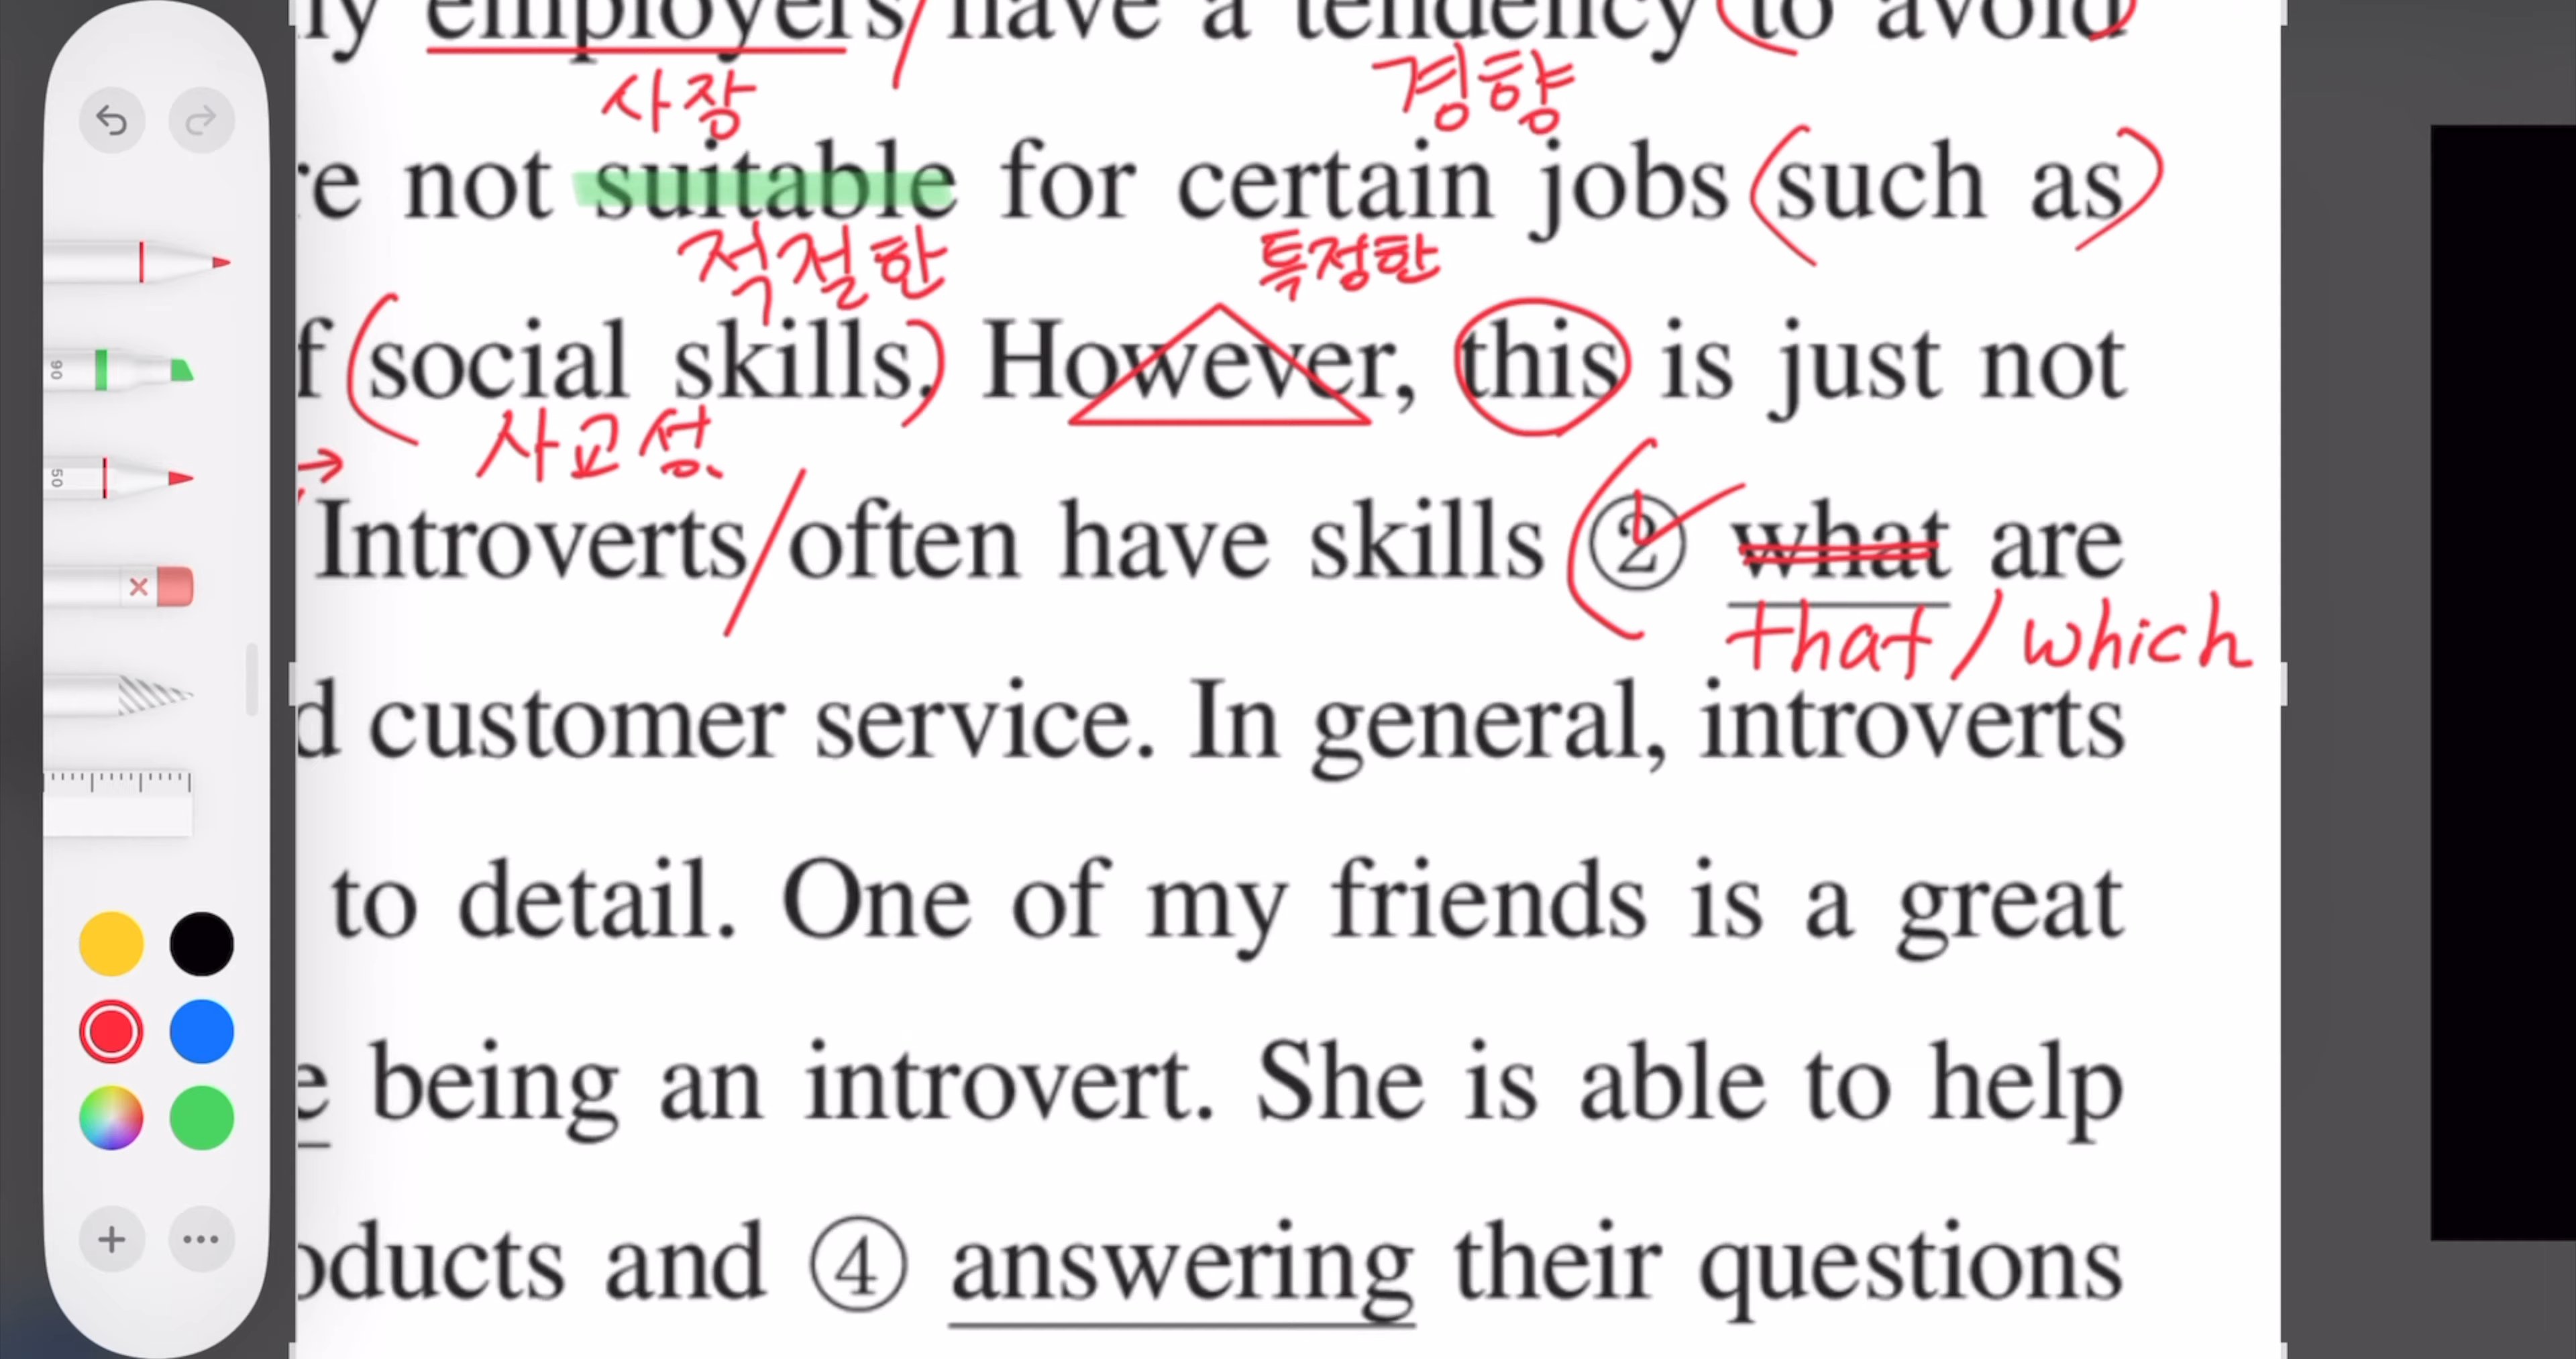 employers have a tendency to avoid
사장 경향
not suitable for certain jobs such as
적절한 특정한
social skills. However, this is just not
사교성
Introverts often have skills ② what are
that / which
customer service. In general, introverts
to detail. One of my friends is a great
being an introvert. She is able to help
oducts and ④ answering their questions
90
50